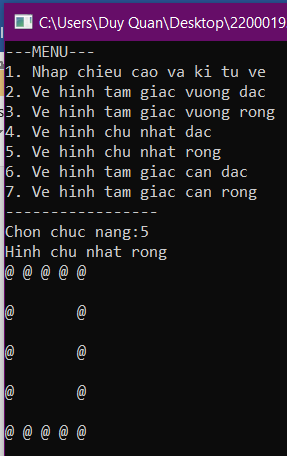 C:\Users\Duy Quan\Desktop\2200019
---MENU---
1. Nhap chieu cao va ki tu ve
2. Ve hinh tam giac vuong dac
3. Ve hinh tam giac vuong rong
4. Ve hinh chu nhat dac
5. Ve hinh chu nhat rong
6. Ve hinh tam giac can dac
7. Ve hinh tam giac can rong
-----------------
Chon chuc nang:5
Hinh chu nhat rong
@ @ @ @ @
@       @
@       @
@       @
@ @ @ @ @